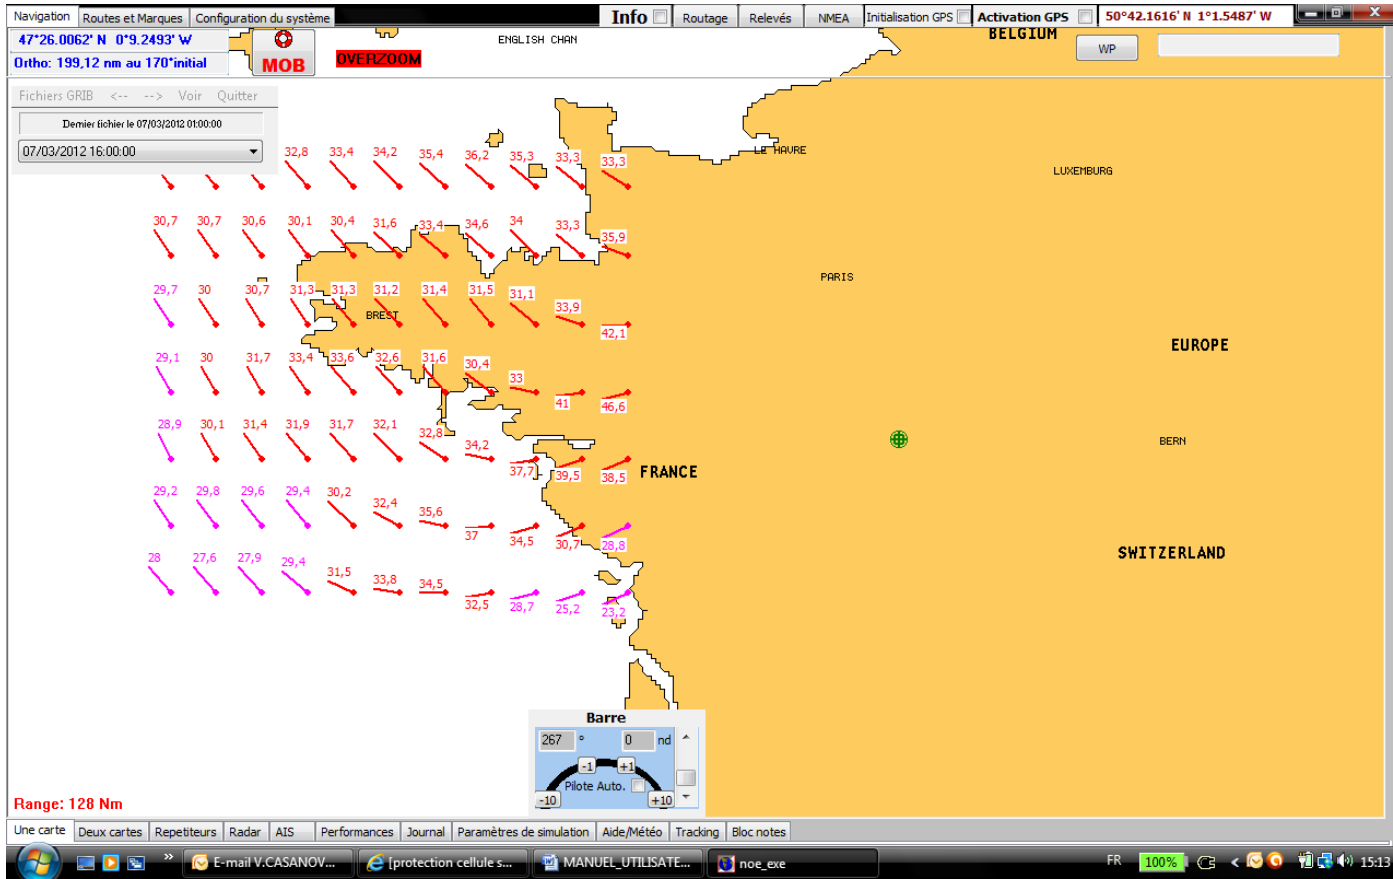 Navigation Routes et Marques Configuration du système Info Routage Relevés NMEA Initialisation GPS Activation GPS 50°42.1616' N 1°1.5487' W
47°26.0062' N 0°9.2493' W
Ortho: 199,12 nm au 170°initial
MOB
OVERZOOM
ENGLISH CHAN
BELGIUM
WP
Fichiers GRIB <-- --> Voir Quitter
Dernier fichier le 07/03/2012 01:00:00
07/03/2012 16:00:00
32,8 33,4 34,2 35,4 36,2 35,3 33,3 33,3
LE HAVRE
LUXEMBURG
30,7 30,7 30,6 30,1 30,4 31,6 33,4 34,6 34 33,3 35,9
PARIS
29,7 30 30,7 31,3 31,3 31,2 31,4 31,5 31,1 33,9 42,1
BREST
EUROPE
29,1 30 31,7 33,4 33,6 32,6 31,6 30,4 33 41 46,6
28,9 30,1 31,4 31,9 31,7 32,1 32,8 34,2 37,7 39,5 38,5
BERN
FRANCE
29,2 29,8 29,6 29,4 30,2 32,4 35,6 37 34,5 30,7 28,8
SWITZERLAND
28 27,6 27,9 29,4 31,5 33,8 34,5 32,5 28,7 25,2 23,2
Barre
267 ° 0 nd
-1 +1
Pilote Auto.
-10 +10
Range: 128 Nm
Une carte Deux cartes Repetiteurs Radar AIS Performances Journal Paramètres de simulation Aide/Météo Tracking Bloc notes
E-mail V.CASANOV... [protection cellule s... MANUEL_UTILISATE... noe_exe FR 100% 15:13